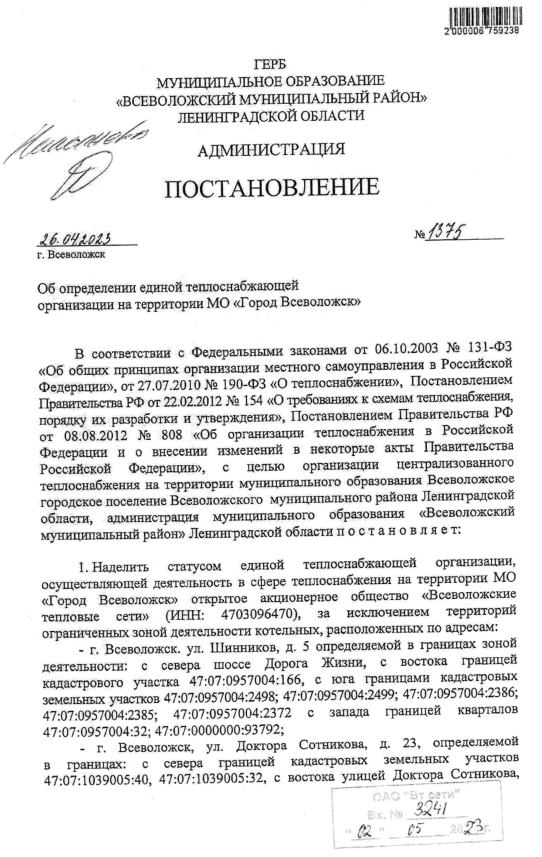 2000006759238
ГЕРБ
МУНИЦИПАЛЬНОЕ ОБРАЗОВАНИЕ
«ВСЕВОЛОЖСКИЙ МУНИЦИПАЛЬНЫЙ РАЙОН»
ЛЕНИНГРАДСКОЙ ОБЛАСТИ
АДМИНИСТРАЦИЯ
ПОСТАНОВЛЕНИЕ
26.04.2023
№ 1375
г. Всеволожск
Об определении единой теплоснабжающей
организации на территории МО «Город Всеволожск»
В соответствии с Федеральными законами от 06.10.2003 № 131-ФЗ
«Об общих принципах организации местного самоуправления в Российской
Федерации», от 27.07.2010 № 190-ФЗ «О теплоснабжении», Постановлением
Правительства РФ от 22.02.2012 № 154 «О требованиях к схемам теплоснабжения,
порядку их разработки и утверждения», Постановлением Правительства РФ
от 08.08.2012 № 808 «Об организации теплоснабжения в Российской
Федерации и о внесении изменений в некоторые акты Правительства
Российской Федерации», с целью организации централизованного
теплоснабжения на территории муниципального образования Всеволожское
городское поселение Всеволожского муниципального района Ленинградской
области, администрация муниципального образования «Всеволожский
муниципальный район» Ленинградской области п о с т а н о в л я е т:
1. Наделить статусом единой теплоснабжающей организации,
осуществляющей деятельность в сфере теплоснабжения на территории МО
«Город Всеволожск» открытое акционерное общество «Всеволожские
тепловые сети» (ИНН: 4703096470), за исключением территорий
ограниченных зоной деятельности котельных, расположенных по адресам:
- г. Всеволожск. ул. Шинников, д. 5 определяемой в границах зоной
деятельности: с севера шоссе Дорога Жизни, с востока границей
кадастрового участка 47:07:0957004:166, с юга границами кадастровых
земельных участков 47:07:0957004:2498; 47:07:0957004:2499; 47:07:0957004:2386;
47:07:0957004:2385; 47:07:0957004:2372 с запада границей кварталов
47:07:0957004:32; 47:07:0000000:93792;
- г. Всеволожск, ул. Доктора Сотникова, д. 23, определяемой
в границах: с севера границей кадастровых земельных участков
47:07:1039005:40, 47:07:1039005:32, с востока улицей Доктора Сотникова,
ОАО "Вт сети"
Вх. № 3241
"02" 05 2023г.